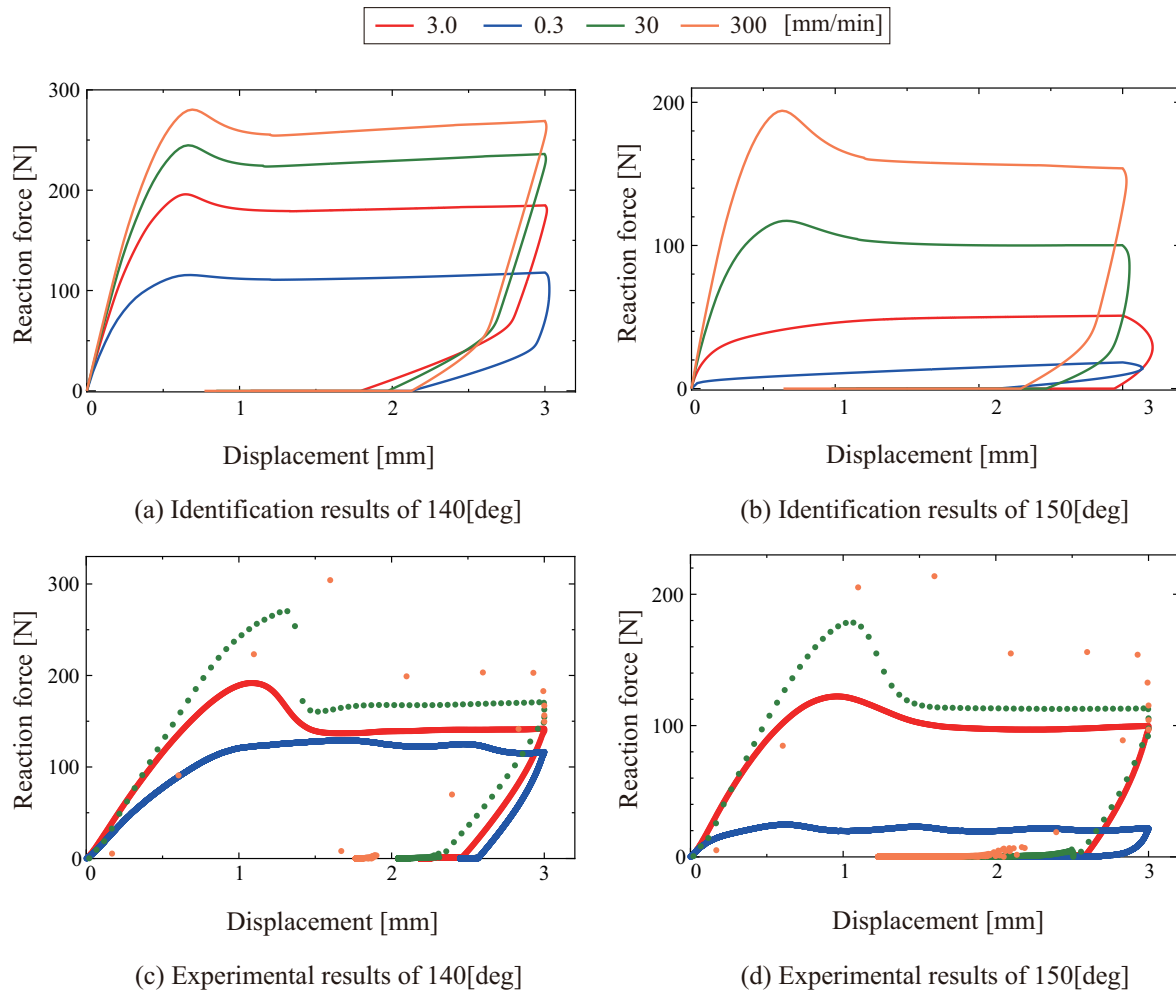 3.0 0.3 30 300 [mm/min]
300
200
100
0
0 1 2 3
Reaction force [N]
Displacement [mm]
(a) Identification results of 140[deg]
200
100
0
0 1 2 3
Reaction force [N]
Displacement [mm]
(b) Identification results of 150[deg]
300
200
100
0
0 1 2 3
Reaction force [N]
Displacement [mm]
(c) Experimental results of 140[deg]
200
100
0
0 1 2 3
Reaction force [N]
Displacement [mm]
(d) Experimental results of 150[deg]